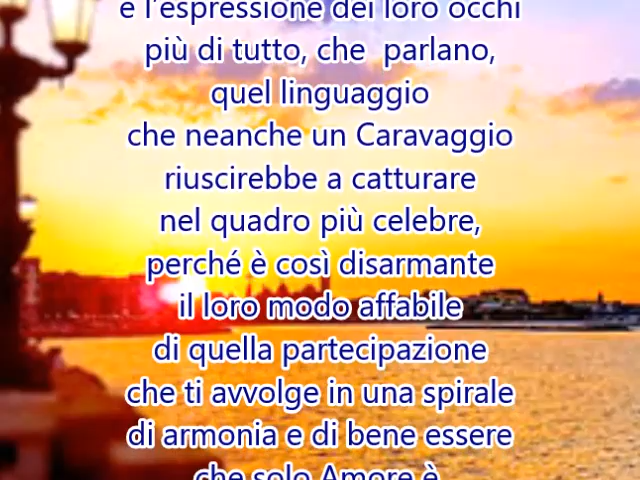 e l'espressione dei loro occhi
più di tutto, che  parlano,
quel linguaggio
che neanche un Caravaggio
riuscirebbe a catturare
nel quadro più celebre,
perché è così disarmante
il loro modo affabile
di quella partecipazione
che ti avvolge in una spirale
di armonia e di bene essere
che solo Amore è